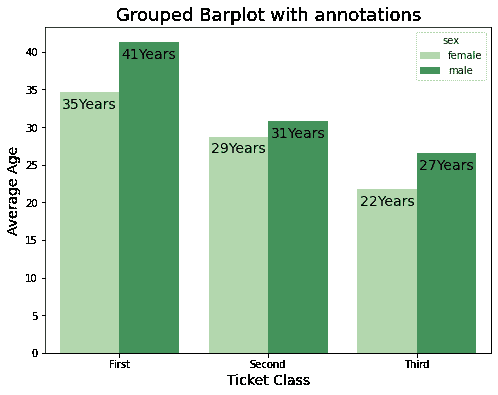 Grouped Barplot with annotations
sex
female
male
Average Age
40
35
30
25
20
15
10
5
0
35Years
41Years
29Years
31Years
22Years
27Years
First
Second
Third
Ticket Class